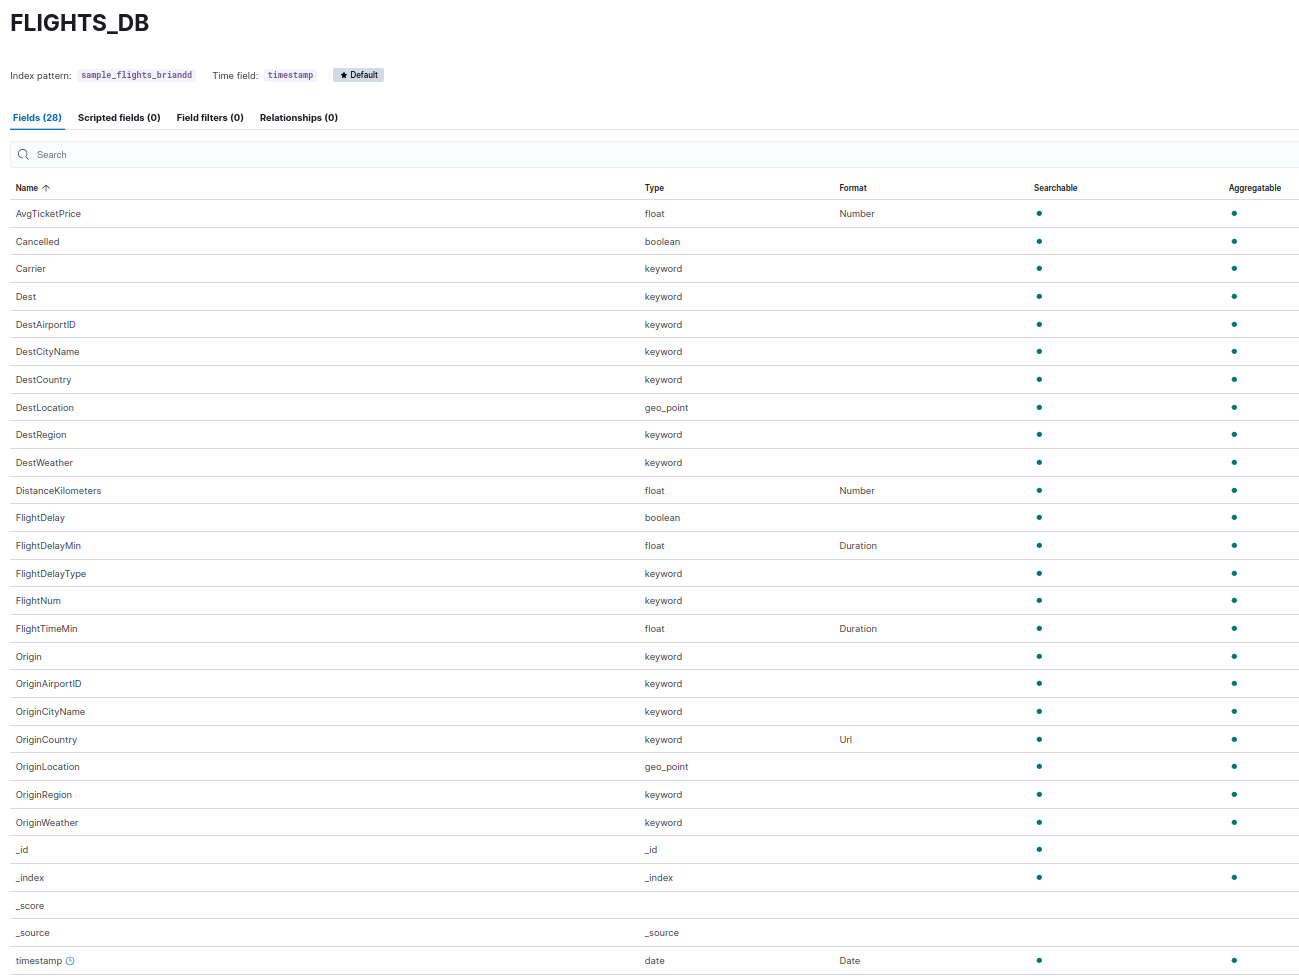 FLIGHTS_DB
Index pattern: sample_flights_briandd Time field: timestamp Default
Fields (28) Scripted fields (0) Field filters (0) Relationships (0)
Search
Name Type Format Searchable Aggregatable
AvgTicketPrice float Number
Cancelled boolean
Carrier keyword
Dest keyword
DestAirportID keyword
DestCityName keyword
DestCountry keyword
DestLocation geo_point
DestRegion keyword
DestWeather keyword
DistanceKilometers float Number
FlightDelay boolean
FlightDelayMin float Duration
FlightDelayType keyword
FlightNum keyword
FlightTimeMin float Duration
Origin keyword
OriginAirportID keyword
OriginCityName keyword
OriginCountry keyword Url
OriginLocation geo_point
OriginRegion keyword
OriginWeather keyword
_id _id
_index _index
_score
_source _source
timestamp date Date